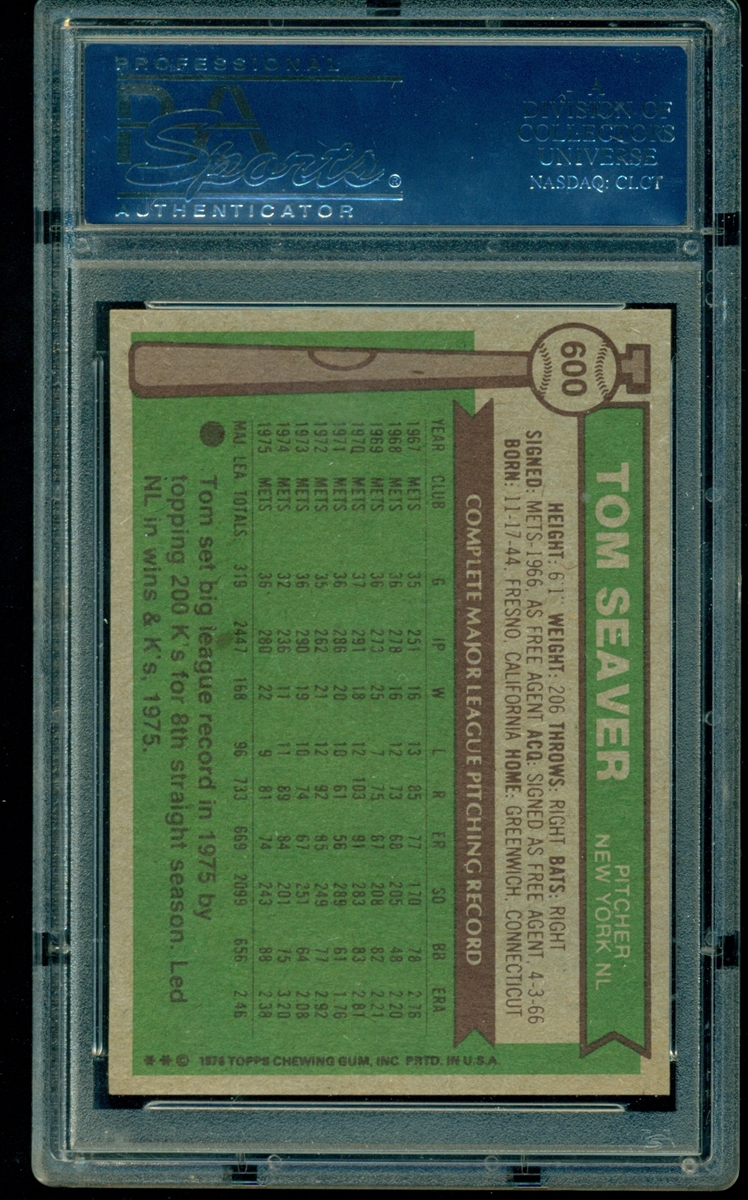 PROFESSIONAL
PSA
Sports®
AUTHENTICATOR
A
DIVISION OF
COLLECTORS
UNIVERSE
NASDAQ: CLCT
600
TOM SEAVER
PITCHER
NEW YORK NL
HEIGHT: 6'1" WEIGHT: 206 THROWS: RIGHT BATS: RIGHT
SIGNED: METS-1966, AS FREE AGENT ACQ: SIGNED AS FREE AGENT, 4-3-66
BORN: 11-17-44, FRESNO, CALIFORNIA HOME: GREENWICH, CONNECTICUT
COMPLETE MAJOR LEAGUE PITCHING RECORD
YEAR CLUB G IP W L R ER SO BB ERA
1967 METS 35 251 16 13 85 77 170 78 2.76
1968 METS 36 278 16 12 73 68 205 48 2.20
1969 METS 36 273 25 7 75 67 208 82 2.21
1970 METS 37 291 18 12 103 91 283 83 2.81
1971 METS 36 286 20 10 61 56 289 61 1.76
1972 METS 35 262 21 12 92 85 249 77 2.92
1973 METS 36 290 19 10 74 67 251 64 2.08
1974 METS 32 236 11 11 89 84 201 75 3.20
1975 METS 36 280 22 9 81 74 243 88 2.38
MAJ. LEA. TOTALS 319 2447 168 96 733 669 2099 656 2.46
Tom set big league record in 1975 by
topping 200 K's for 8th straight season. Led
NL in wins & K's, 1975.
**© 1976 TOPPS CHEWING GUM, INC. PRTD. IN U.S.A.